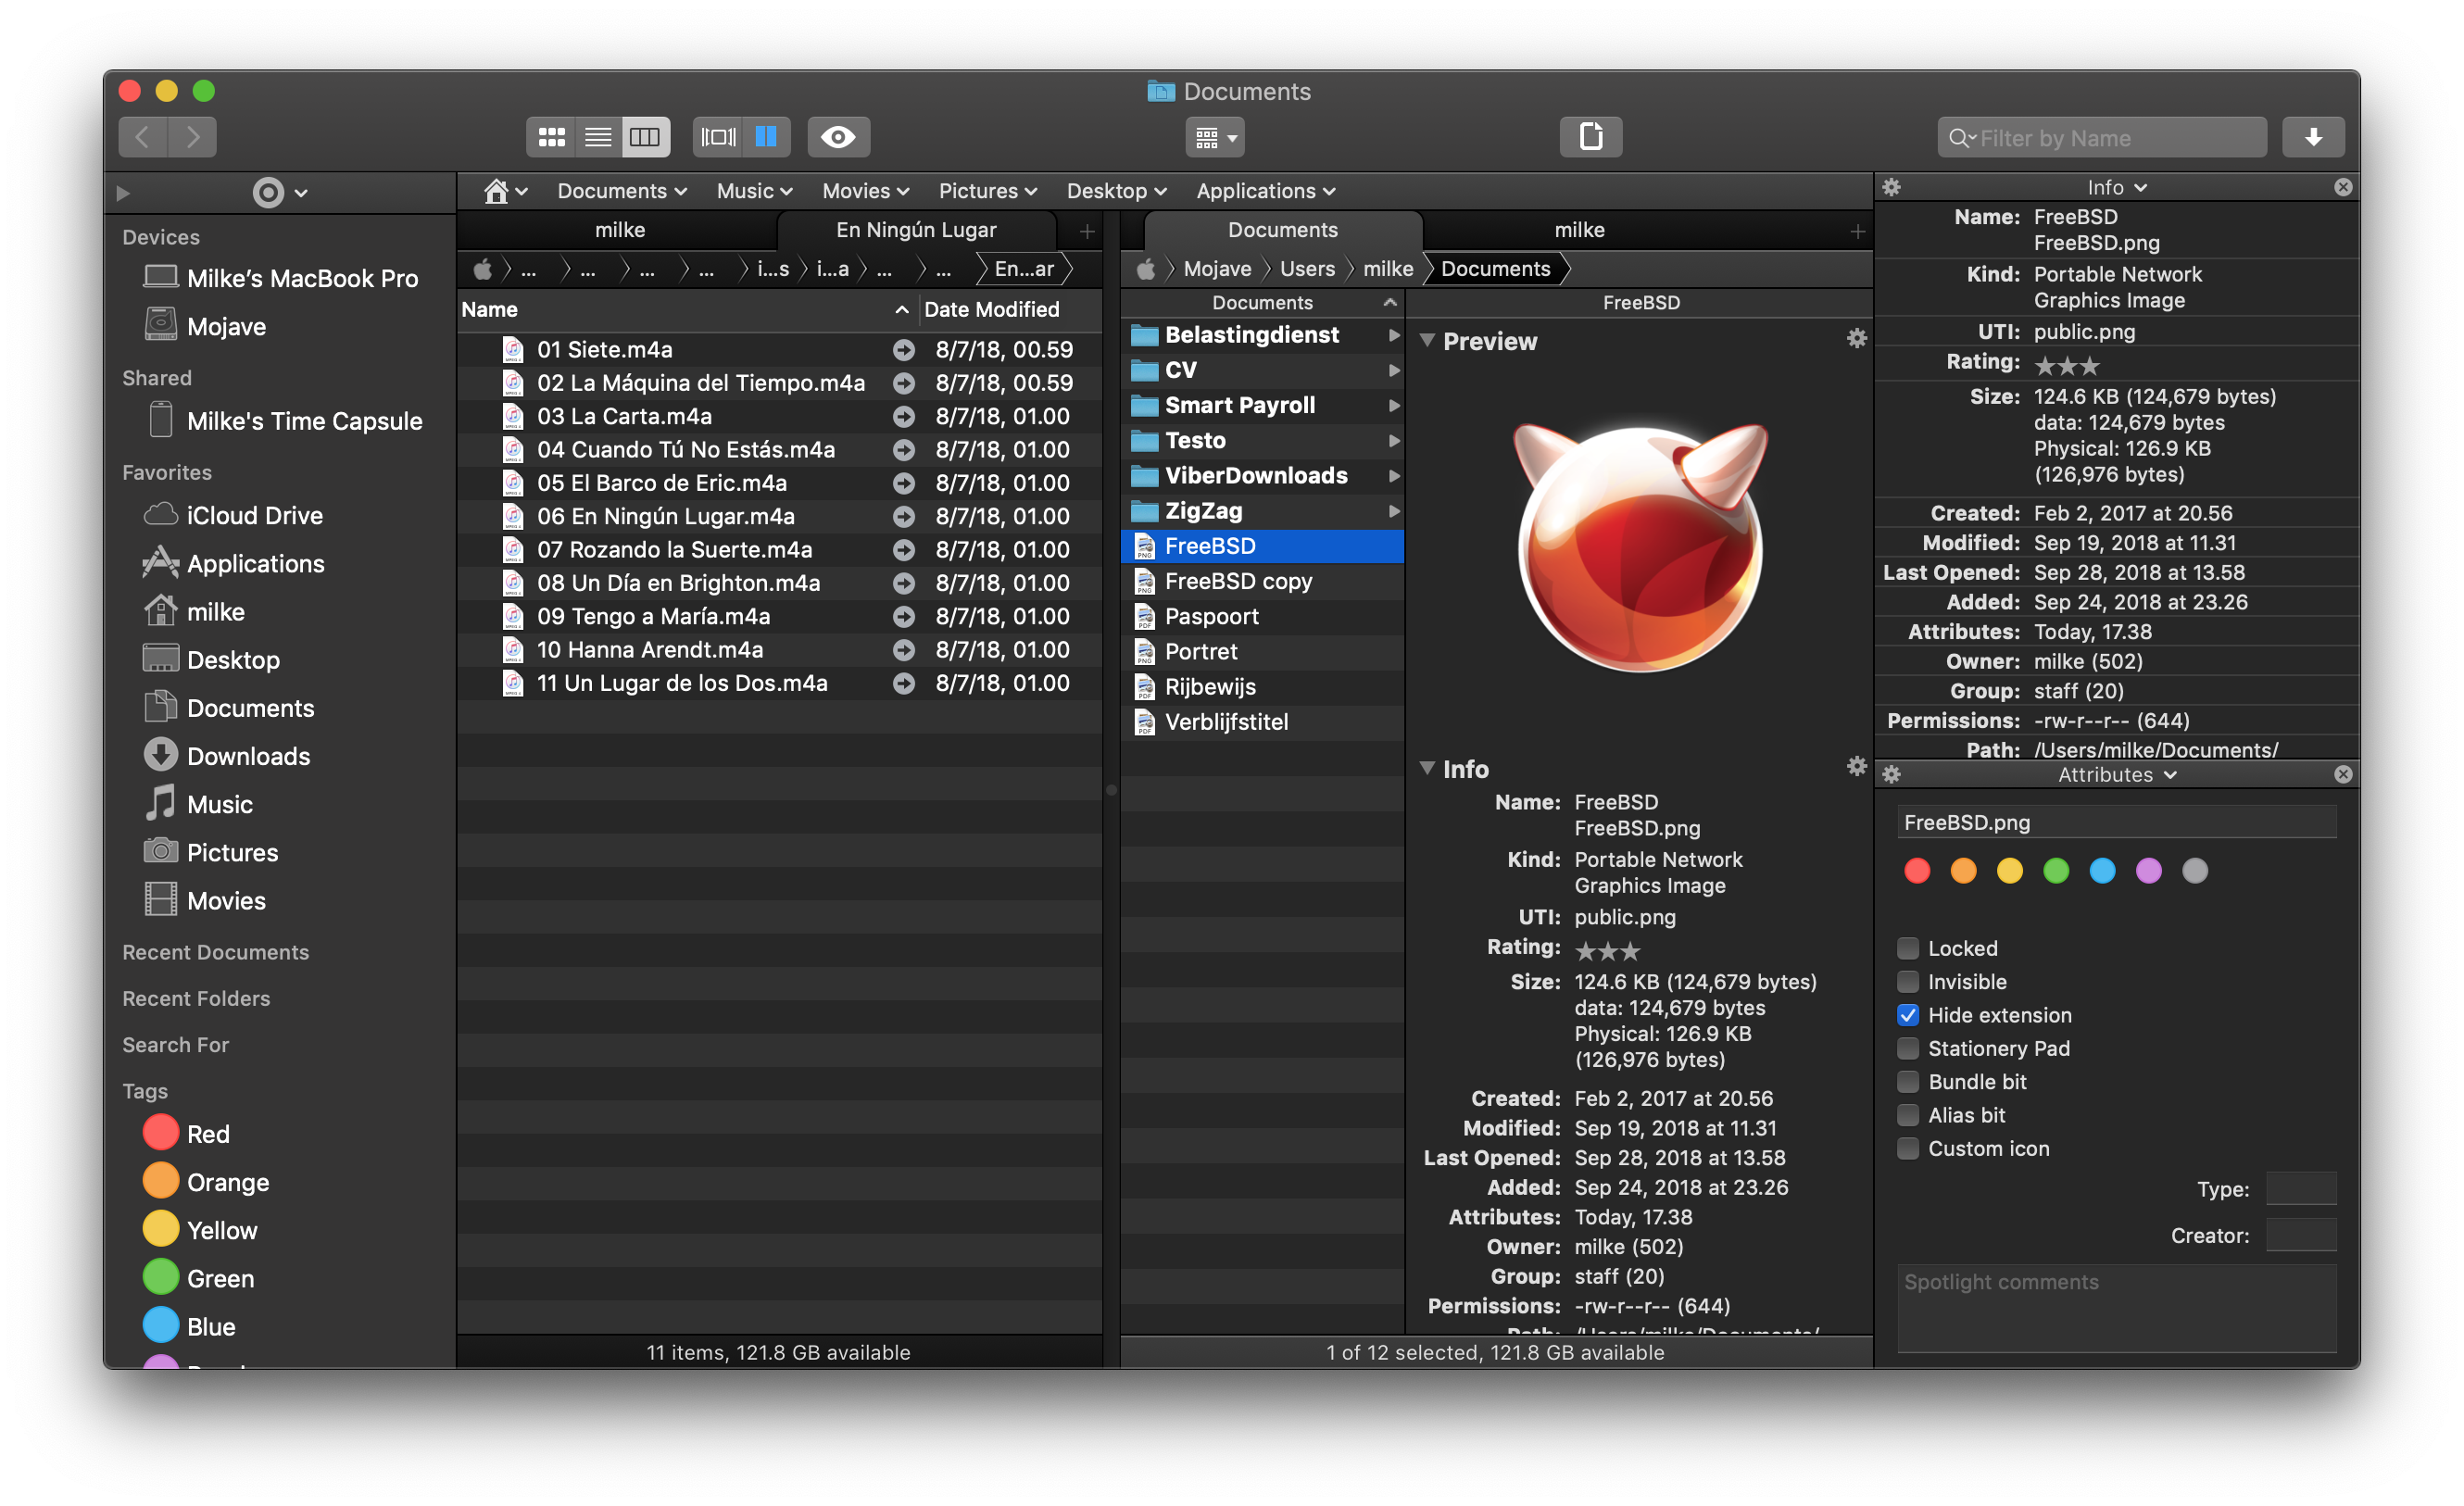 Documents
Filter by Name
Documents
Music
Movies
Pictures
Desktop
Applications
Devices
Milke’s MacBook Pro
Mojave
Shared
Milke's Time Capsule
Favorites
iCloud Drive
Applications
milke
Desktop
Documents
Downloads
Music
Pictures
Movies
Recent Documents
Recent Folders
Search For
Tags
Red
Orange
Yellow
Green
Blue
milke
En Ningún Lugar
... ... ... ... i...s i...a ... ... En...ar
Name Date Modified
01 Siete.m4a 8/7/18, 00.59
02 La Máquina del Tiempo.m4a 8/7/18, 00.59
03 La Carta.m4a 8/7/18, 01.00
04 Cuando Tú No Estás.m4a 8/7/18, 01.00
05 El Barco de Eric.m4a 8/7/18, 01.00
06 En Ningún Lugar.m4a 8/7/18, 01.00
07 Rozando la Suerte.m4a 8/7/18, 01.00
08 Un Día en Brighton.m4a 8/7/18, 01.00
09 Tengo a María.m4a 8/7/18, 01.00
10 Hanna Arendt.m4a 8/7/18, 01.00
11 Un Lugar de los Dos.m4a 8/7/18, 01.00
11 items, 121.8 GB available
Documents
milke
Mojave Users milke Documents
Documents
Belastingdienst
CV
Smart Payroll
Testo
ViberDownloads
ZigZag
FreeBSD
FreeBSD copy
Paspoort
Portret
Rijbewijs
Verblijfstitel
FreeBSD
Preview
Info
Name: FreeBSD
FreeBSD.png
Kind: Portable Network
Graphics Image
UTI: public.png
Rating: ★★★
Size: 124.6 KB (124,679 bytes)
data: 124,679 bytes
Physical: 126.9 KB
(126,976 bytes)
Created: Feb 2, 2017 at 20.56
Modified: Sep 19, 2018 at 11.31
Last Opened: Sep 28, 2018 at 13.58
Added: Sep 24, 2018 at 23.26
Attributes: Today, 17.38
Owner: milke (502)
Group: staff (20)
Permissions: -rw-r--r-- (644)
Path: /Users/milke/Documents/
1 of 12 selected, 121.8 GB available
Info
Name: FreeBSD
FreeBSD.png
Kind: Portable Network
Graphics Image
UTI: public.png
Rating: ★★★
Size: 124.6 KB (124,679 bytes)
data: 124,679 bytes
Physical: 126.9 KB
(126,976 bytes)
Created: Feb 2, 2017 at 20.56
Modified: Sep 19, 2018 at 11.31
Last Opened: Sep 28, 2018 at 13.58
Added: Sep 24, 2018 at 23.26
Attributes: Today, 17.38
Owner: milke (502)
Group: staff (20)
Permissions: -rw-r--r-- (644)
Path: /Users/milke/Documents/
Attributes
FreeBSD.png
Locked
Invisible
Hide extension
Stationery Pad
Bundle bit
Alias bit
Custom icon
Type:
Creator:
Spotlight comments